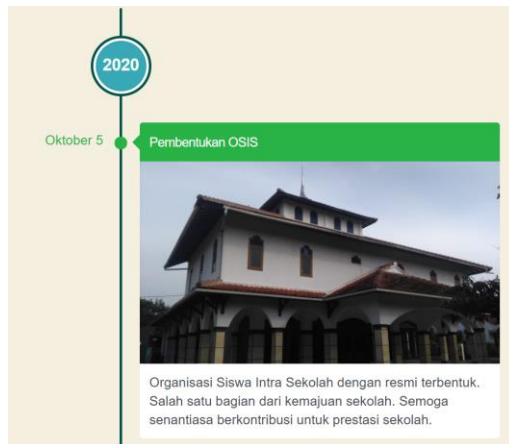 2020
Oktober 5
Pembentukan OSIS
Organisasi Siswa Intra Sekolah dengan resmi terbentuk.
Salah satu bagian dari kemajuan sekolah. Semoga
senantiasa berkontribusi untuk prestasi sekolah.